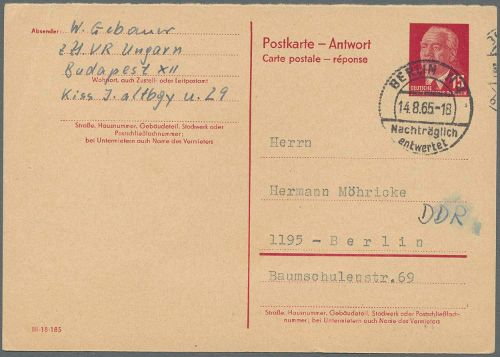 Absender:
W. Gebauer
VR Ungarn
Budapest XII
Wohnort, auch Zustell- oder Leitpostamt
Kiss J. altbgy u. 29
Straße, Hausnummer, Gebäudeteil, Stockwerk oder
Postschließfachnummer;
bei Untermietern auch Name des Vermieters
III-18-185
Postkarte – Antwort
Carte postale – réponse
15
DEUTSCHE
BERLIN
14.8.65-18
Nachträglich
entwertet
Herrn
Hermann Möhricke
DDR
1195 - Berlin
Baumschulenstr.69
Straße, Hausnummer, Gebäudeteil, Stockwerk oder Postschließfach-
nummer; bei Untermietern auch Name des Vermieters